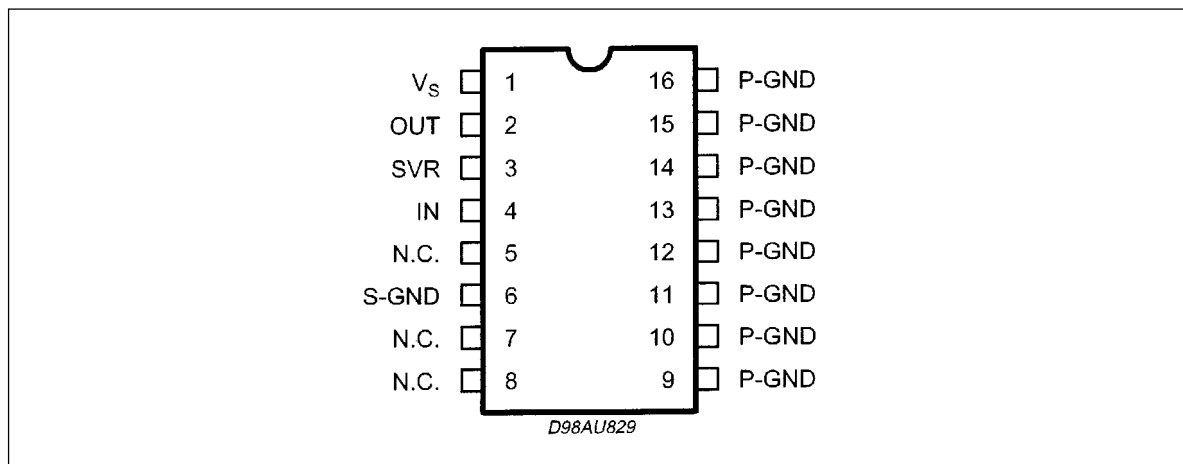 V_S 1 16 P-GND
OUT 2 15 P-GND
SVR 3 14 P-GND
IN 4 13 P-GND
N.C. 5 12 P-GND
S-GND 6 11 P-GND
N.C. 7 10 P-GND
N.C. 8 9 P-GND
D98AU829